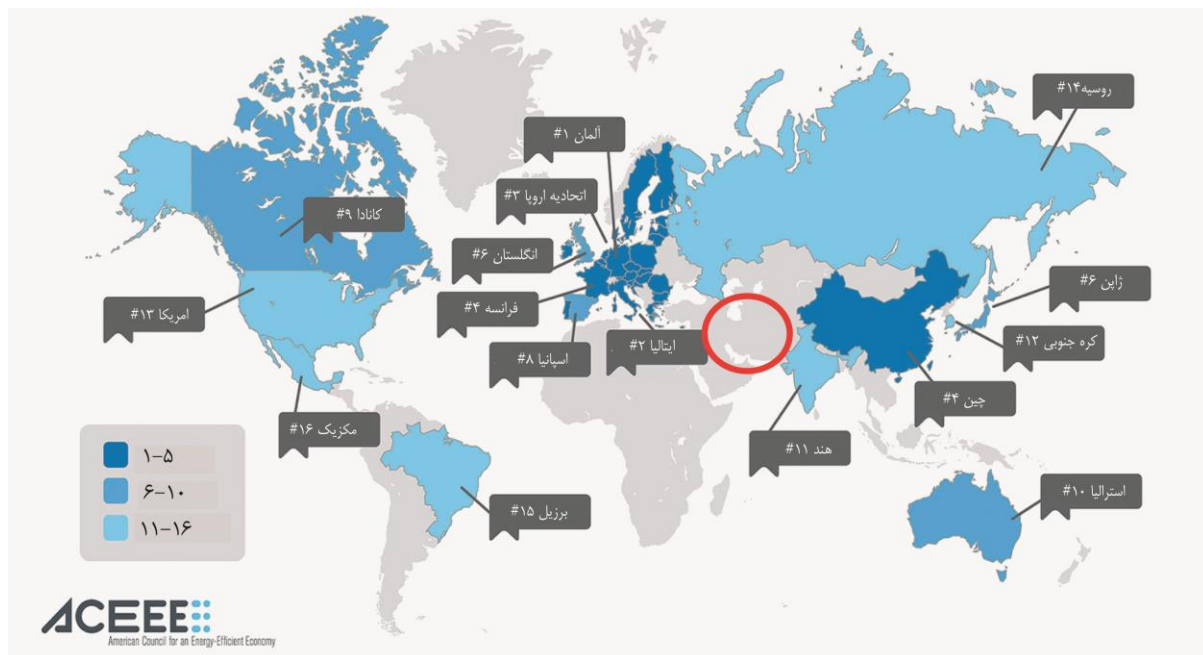 روسیه۱۴#
آلمان ۱#
اتحادیه اروپا ۳#
کانادا ۹#
انگلستان ۶#
ژاپن ۶#
فرانسه ۴#
امریکا ۱۳#
ایتالیا ۲#
کره جنوبی ۱۲#
اسپانیا ۸#
چین ۴#
مکزیک ۱۶#
هند ۱۱#
استرالیا ۱۰#
برزیل ۱۵#
۱-۵
۶-۱۰
۱۱-۱۶
ACEEE
American Council for an Energy-Efficient Economy